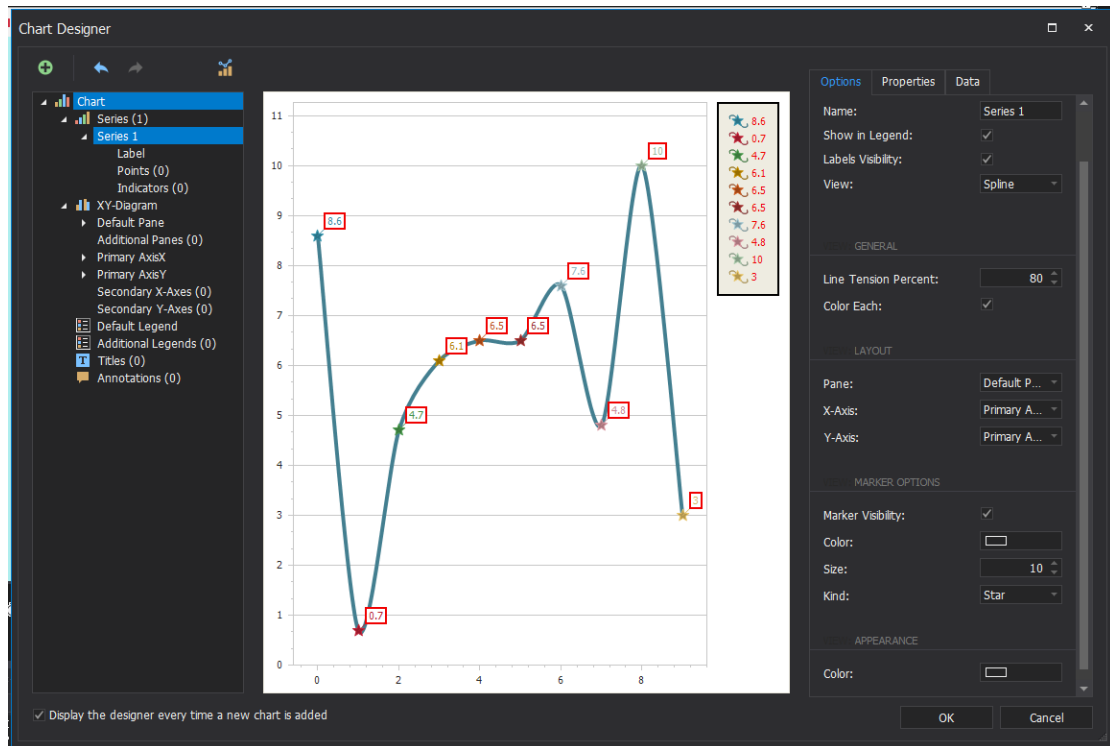 Chart Designer
Chart
Series (1)
Series 1
Label
Points (0)
Indicators (0)
XY-Diagram
Default Pane
Additional Panes (0)
Primary AxisX
Primary AxisY
Secondary X-Axes (0)
Secondary Y-Axes (0)
Default Legend
Additional Legends (0)
T Titles (0)
Annotations (0)
11
10
9
8
7
6
5
4
3
2
1
0
0 2 4 6 8
8.6
0.7
4.7
6.1
6.5
6.5
7.6
4.8
10
3
8.6
0.7
4.7
6.1
6.5
6.5
7.6
4.8
10
3
Options Properties Data
Name: Series 1
Show in Legend:
Labels Visibility:
View: Spline
GENERAL
Line Tension Percent: 80
Color Each:
LAYOUT
Pane: Default P...
X-Axis: Primary A...
Y-Axis: Primary A...
MARKER OPTIONS
Marker Visibility:
Color:
Size: 10
Kind: Star
APPEARANCE
Color:
Display the designer every time a new chart is added
OK Cancel